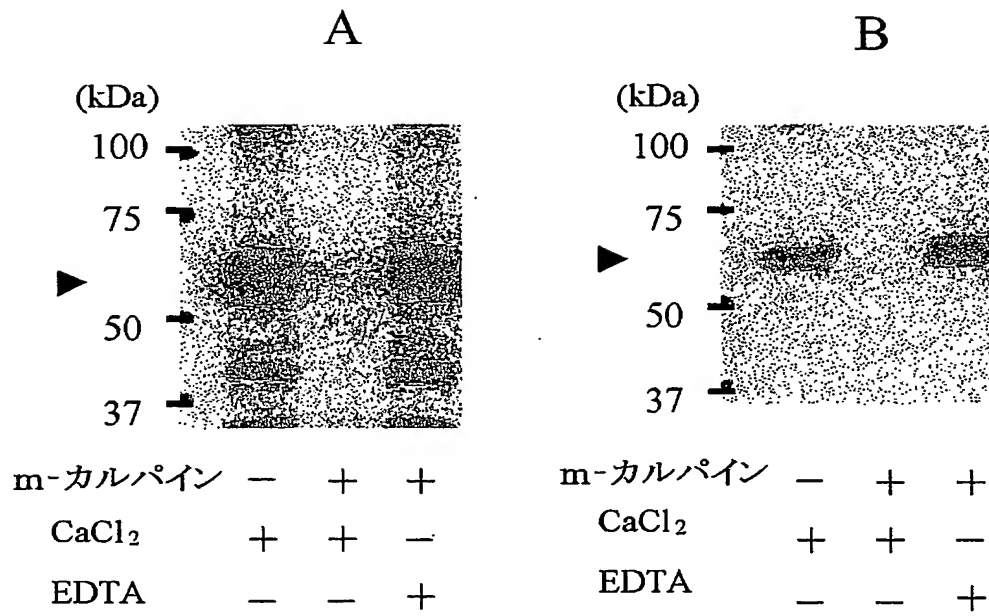 A
(kDa)
100
75
50
37
m-カルパイン − + +
CaCl₂ + + −
EDTA − − +
B
(kDa)
100
75
50
37
m-カルパイン − + +
CaCl₂ + + −
EDTA − − +